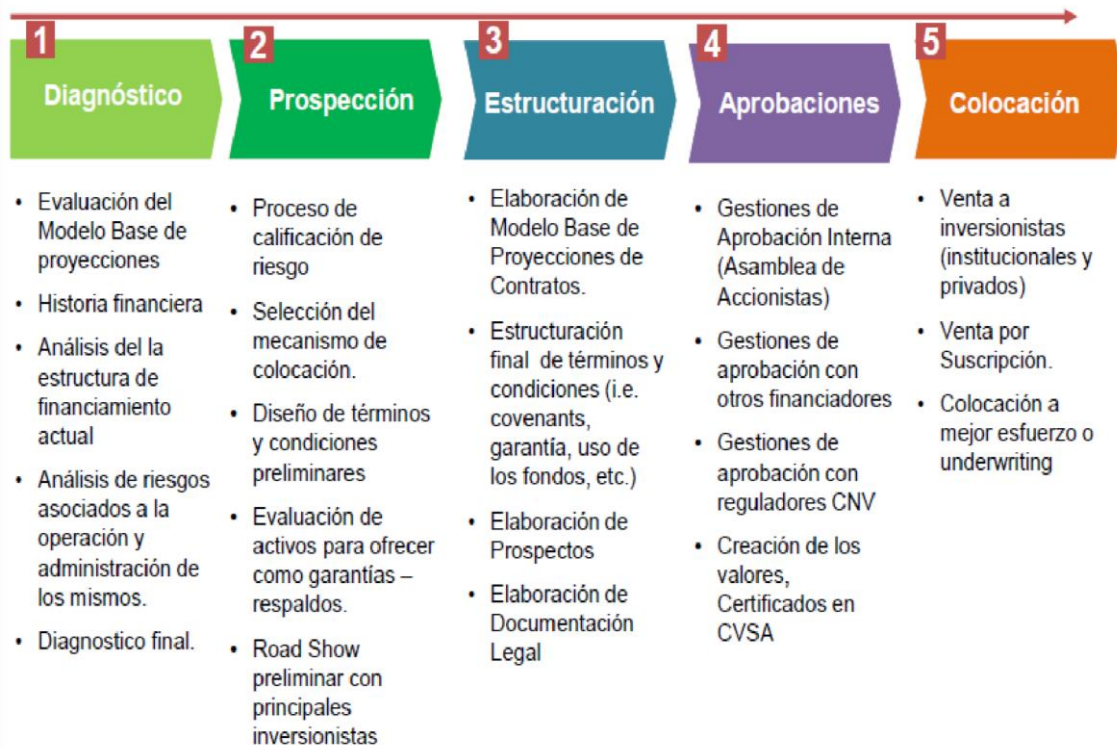 1
Diagnóstico
• Evaluación del
Modelo Base de
proyecciones
• Historia financiera
• Análisis del la
estructura de
financiamiento
actual
• Análisis de riesgos
asociados a la
operación y
administración de
los mismos.
• Diagnostico final.
2
Prospección
• Proceso de
calificación de
riesgo
• Selección del
mecanismo de
colocación.
• Diseño de términos
y condiciones
preliminares
• Evaluación de
activos para ofrecer
como garantías –
respaldos.
• Road Show
preliminar con
principales
inversionistas
3
Estructuración
• Elaboración de
Modelo Base de
Proyecciones de
Contratos.
• Estructuración
final de términos y
condiciones (i.e.
covenants,
garantía, uso de
los fondos, etc.)
• Elaboración de
Prospectos
• Elaboración de
Documentación
Legal
4
Aprobaciones
• Gestiones de
Aprobación Interna
(Asamblea de
Accionistas)
• Gestiones de
aprobación con
otros financiadores
• Gestiones de
aprobación con
reguladores CNV
• Creación de los
valores,
Certificados en
CVSA
5
Colocación
• Venta a
inversionistas
(institucionales y
privados)
• Venta por
Suscripción.
• Colocación a
mejor esfuerzo o
underwriting